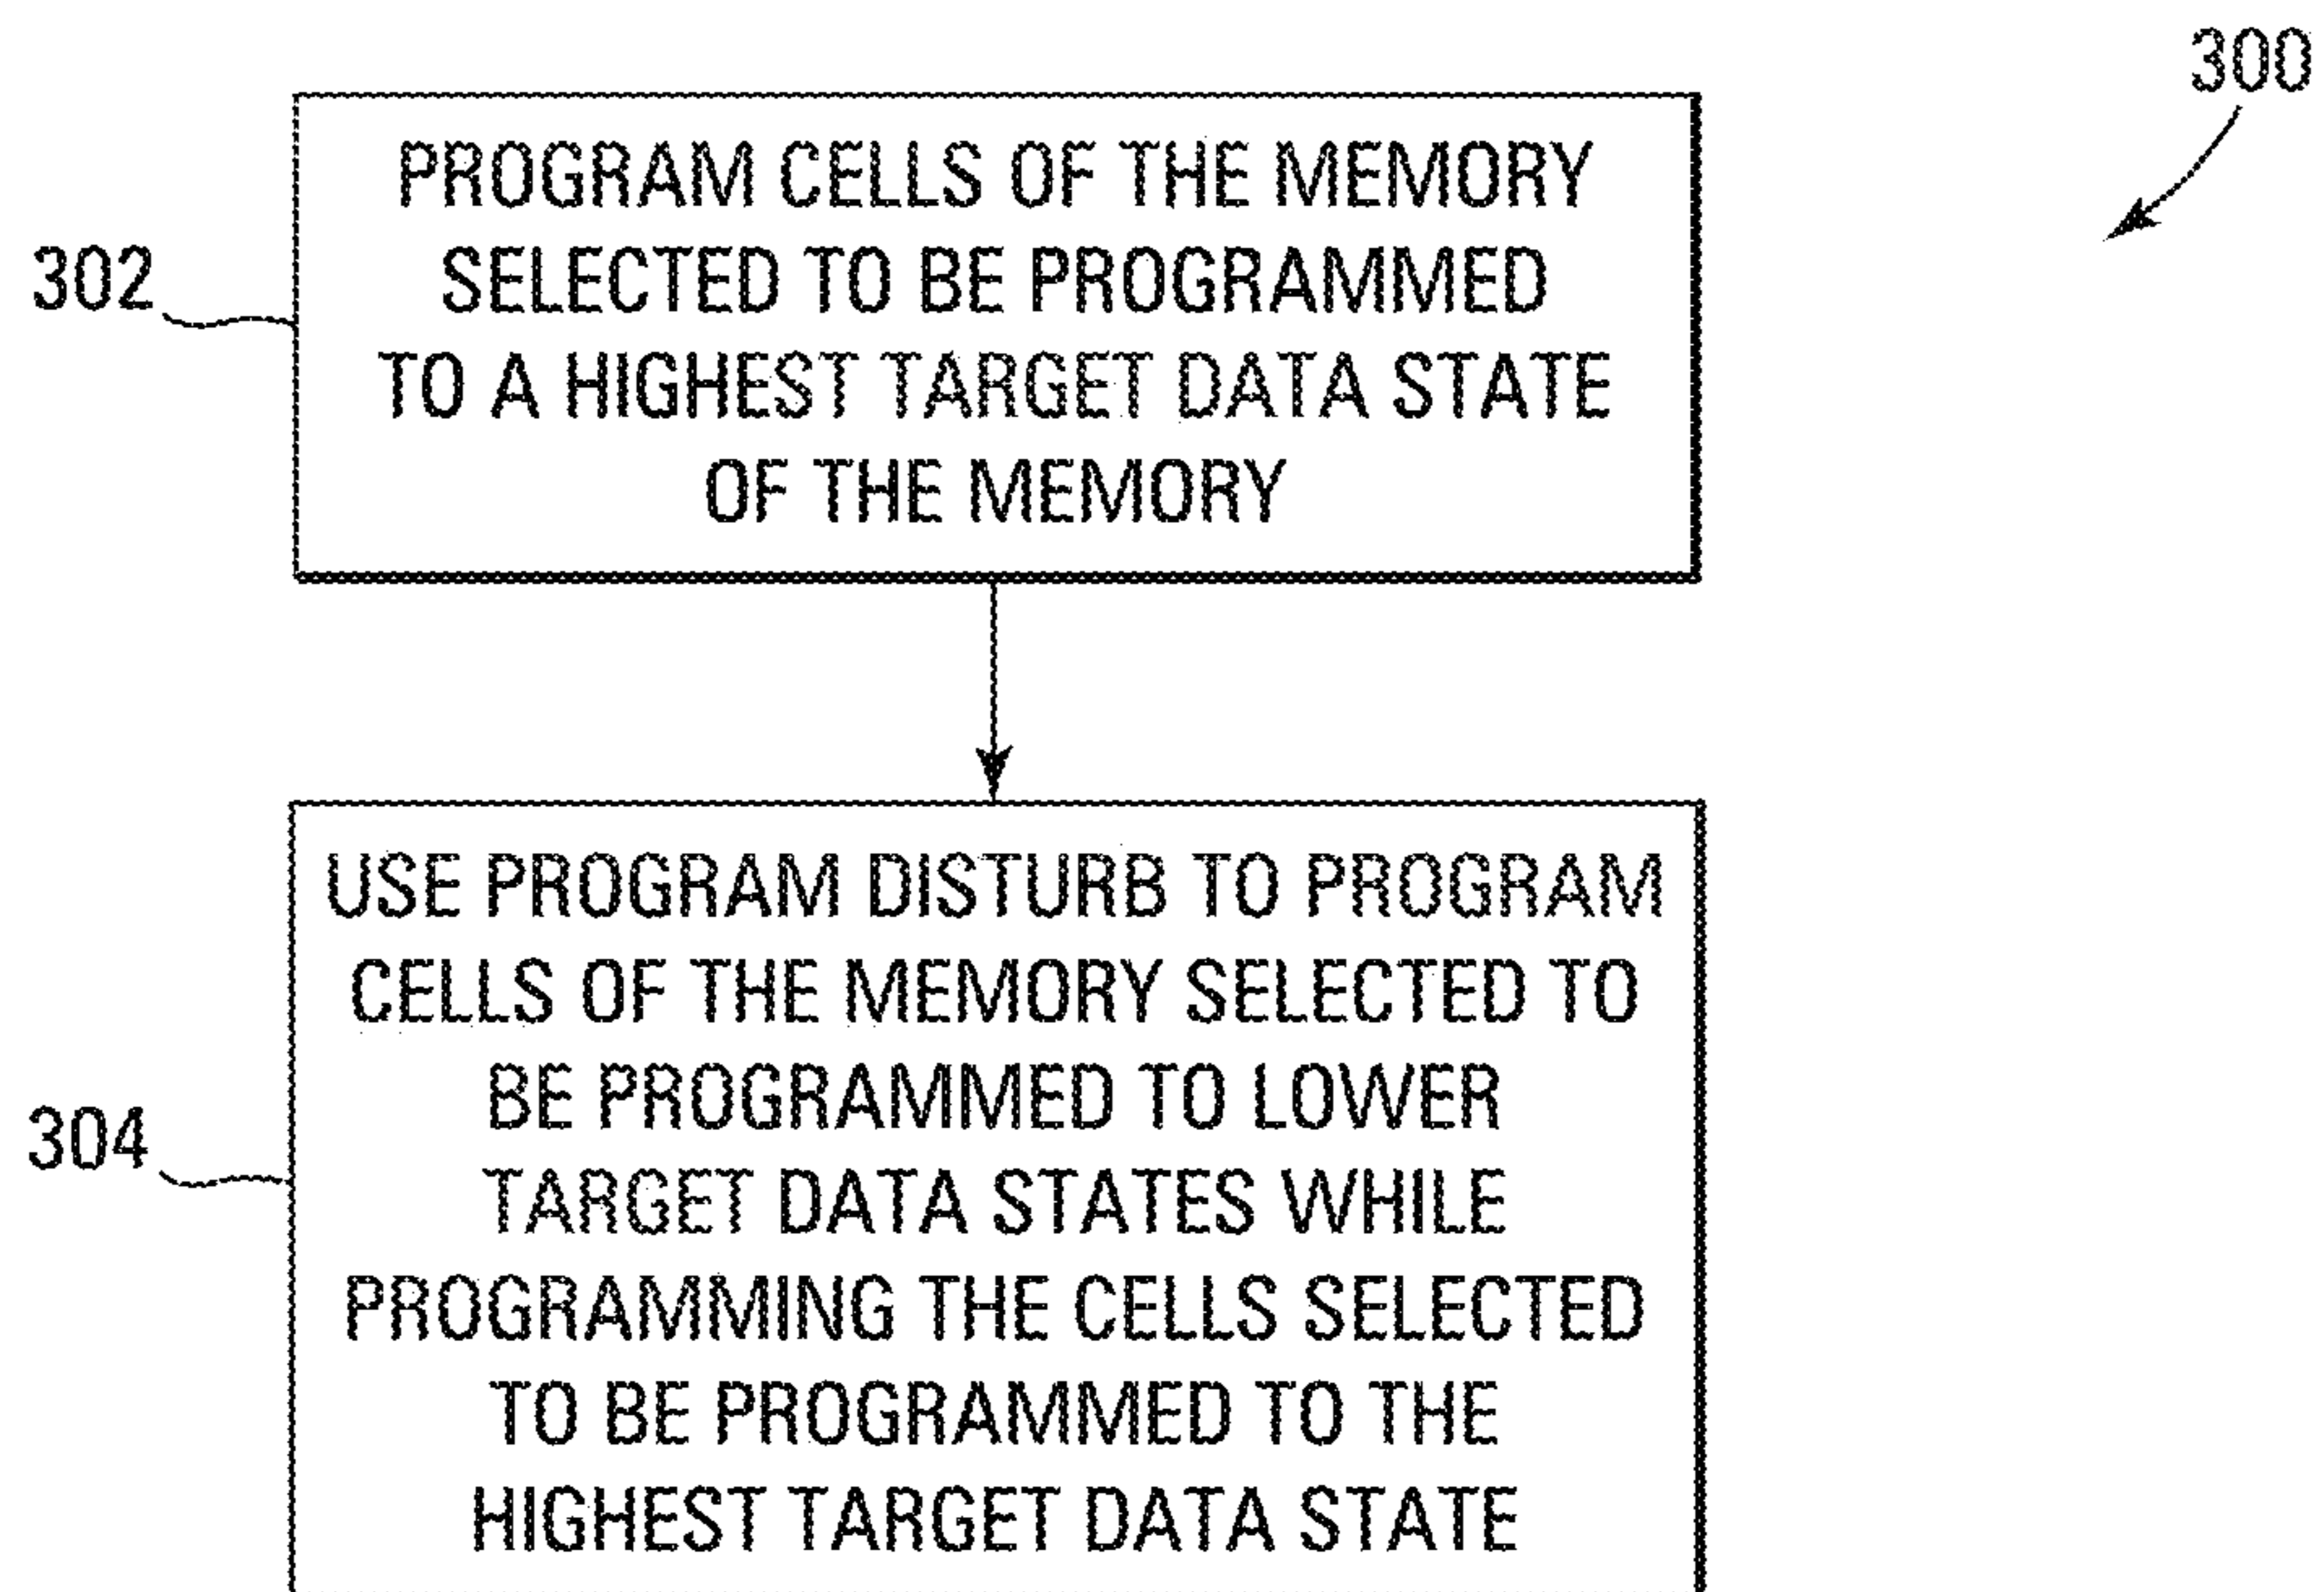 300
302
PROGRAM CELLS OF THE MEMORY
SELECTED TO BE PROGRAMMED
TO A HIGHEST TARGET DATA STATE
OF THE MEMORY
304
USE PROGRAM DISTURB TO PROGRAM
CELLS OF THE MEMORY SELECTED TO
BE PROGRAMMED TO LOWER
TARGET DATA STATES WHILE
PROGRAMMING THE CELLS SELECTED
TO BE PROGRAMMED TO THE
HIGHEST TARGET DATA STATE